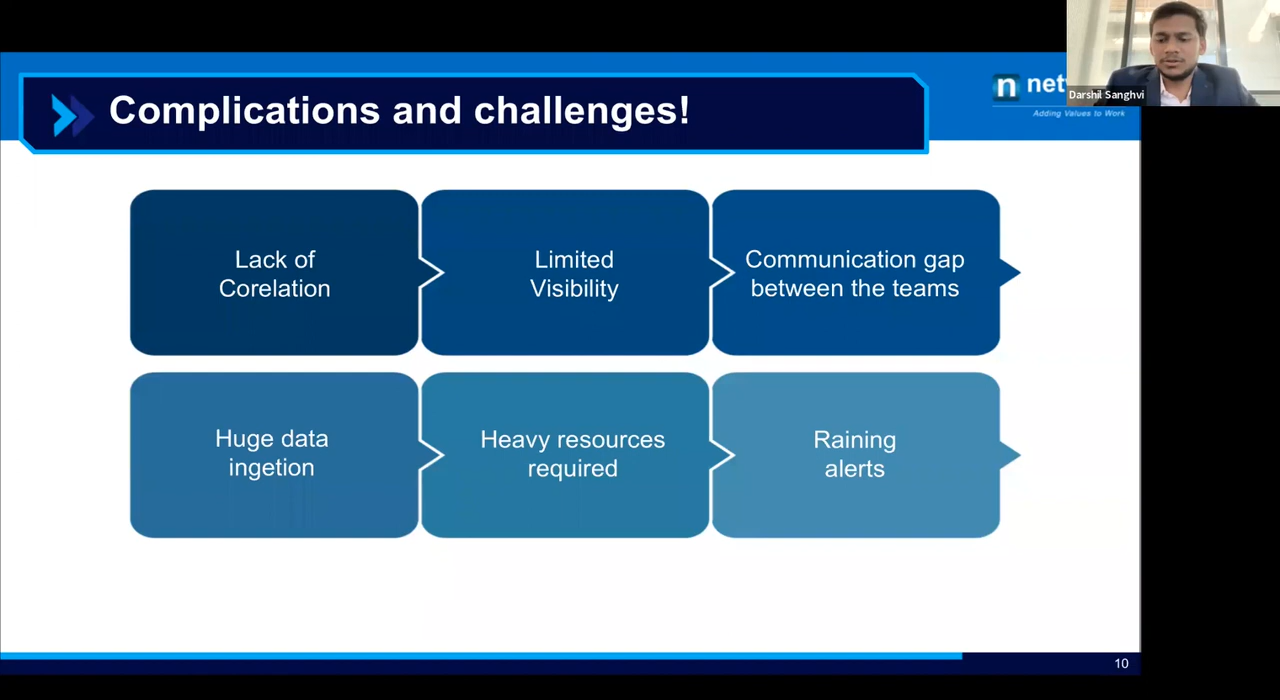 Complications and challenges!
n
Darshil Sanghvi
Adding Values to Work
Lack of
Corelation
Limited
Visibility
Communication gap
between the teams
Huge data
ingetion
Heavy resources
required
Raining
alerts
10